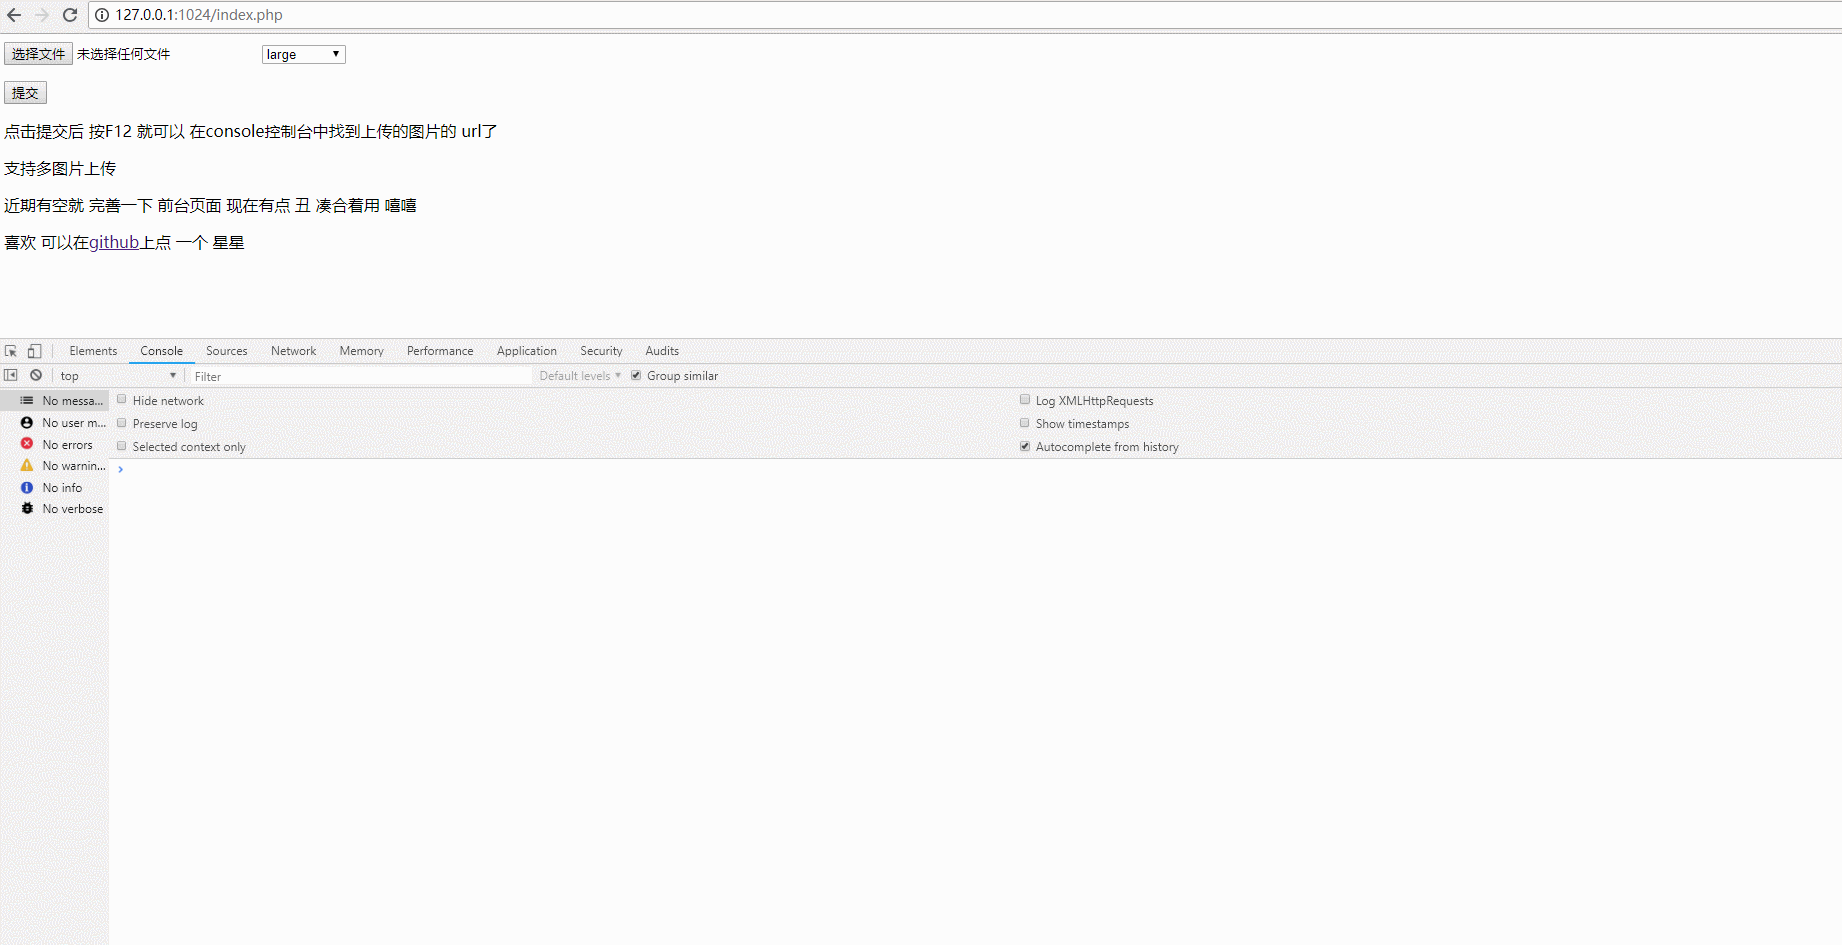 127.0.0.1:1024/index.php
选择文件 未选择任何文件 large
提交
点击提交后 按F12 就可以 在console控制台中找到上传的图片的 url了
支持多图片上传
近期有空就 完善一下 前台页面 现在有点 丑 凑合着用 嘻嘻
喜欢 可以在github上点 一个 星星
Elements Console Sources Network Memory Performance Application Security Audits
top Filter Default levels Group similar
No messa... Hide network Log XMLHttpRequests
No user m... Preserve log Show timestamps
No errors Selected context only Autocomplete from history
No warnin...
No info
No verbose